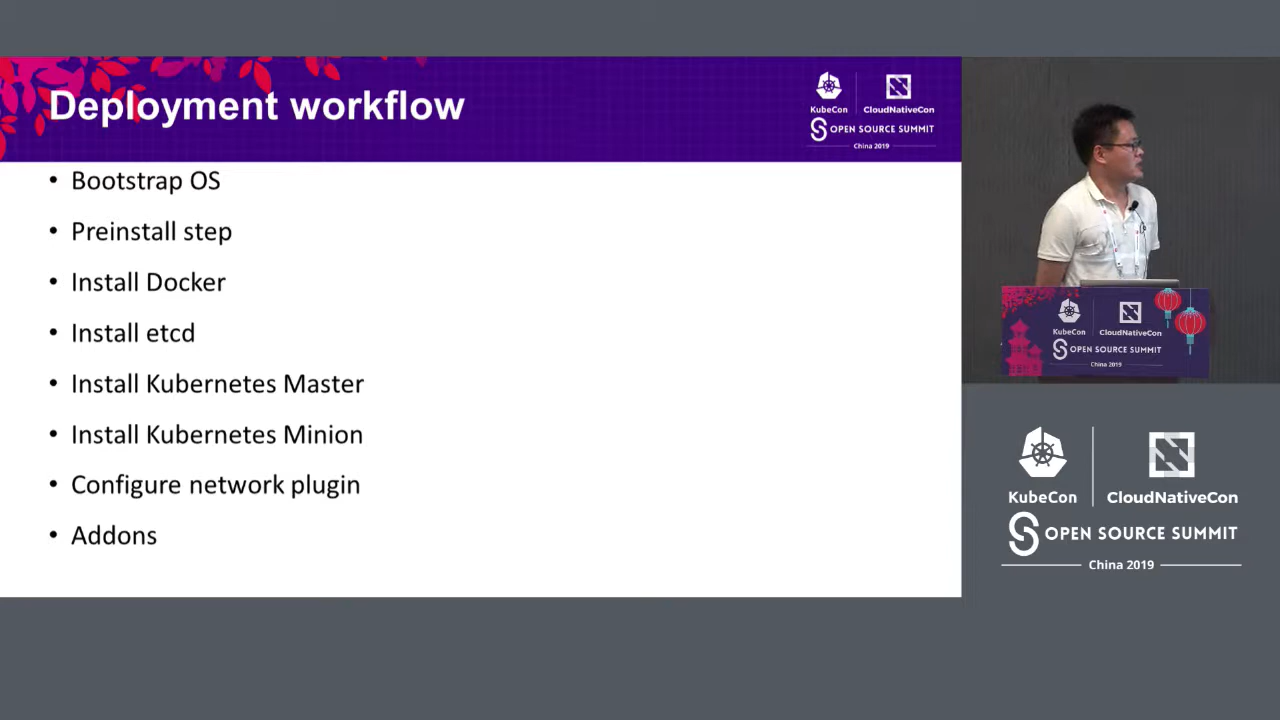 Deployment workflow
KubeCon
CloudNativeCon
OPEN SOURCE SUMMIT
China 2019
• Bootstrap OS
• Preinstall step
• Install Docker
• Install etcd
• Install Kubernetes Master
• Install Kubernetes Minion
• Configure network plugin
• Addons
KubeCon
CloudNativeCon
OPEN SOURCE SUMMIT
China 2019
KubeCon
CloudNativeCon
OPEN SOURCE SUMMIT
China 2019